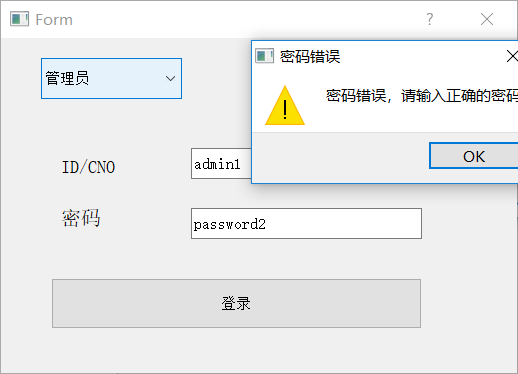 Form
?
密码错误
管理员
密码错误，请输入正确的密码
OK
ID/CNO
admin1
密码
password2
登录